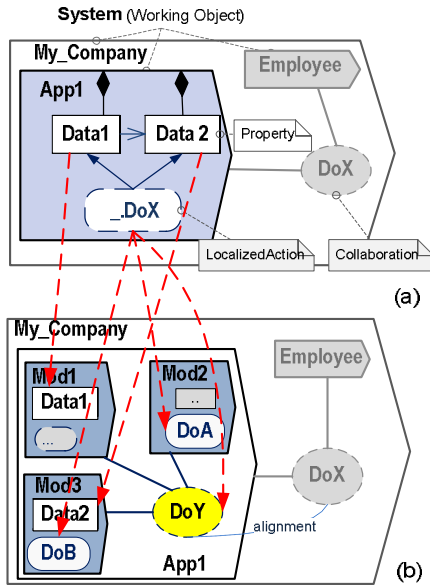 System (Working Object)
My_Company
Employee
App1
Data1
Data 2
Property
DoX
_.DoX
LocalizedAction
Collaboration
(a)
My_Company
Employee
Mod1
Mod2
Data1
..
...
DoA
DoX
Mod3
Data2
DoY
alignment
DoB
App1
(b)